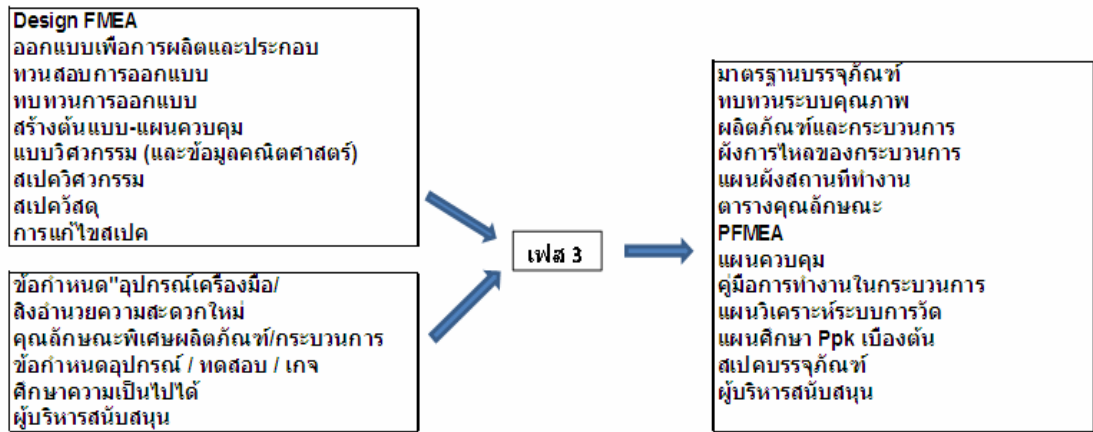 Design FMEA
ออกแบบเพื่อการผลิตและประกอบ
ทวนสอบการออกแบบ
ทบทวนการออกแบบ
สร้างต้นแบบ-แผนควบคุม
แบบวิศวกรรม (และข้อมูลคณิตศาสตร์)
สเปควิศวกรรม
สเปควัสดุ
การแก้ไขสเปค
ข้อกำหนด"อุปกรณ์เครื่องมือ/
สิ่งอำนวยความสะดวกใหม่
คุณลักษณะพิเศษผลิตภัณฑ์/กระบวนการ
ข้อกำหนดอุปกรณ์ / ทดสอบ / เกจ
ศึกษาความเป็นไปได้
ผู้บริหารสนับสนุน
เฟส 3
มาตรฐานบรรจุภัณฑ์
ทบทวนระบบคุณภาพ
ผลิตภัณฑ์และกระบวนการ
ผังการไหลของกระบวนการ
แผนผังสถานที่ทำงาน
ตารางคุณลักษณะ
PFMEA
แผนควบคุม
คู่มือการทำงานในกระบวนการ
แผนวิเคราะห์ระบบการวัด
แผนศึกษา Ppk เบื้องต้น
สเปคบรรจุภัณฑ์
ผู้บริหารสนับสนุน